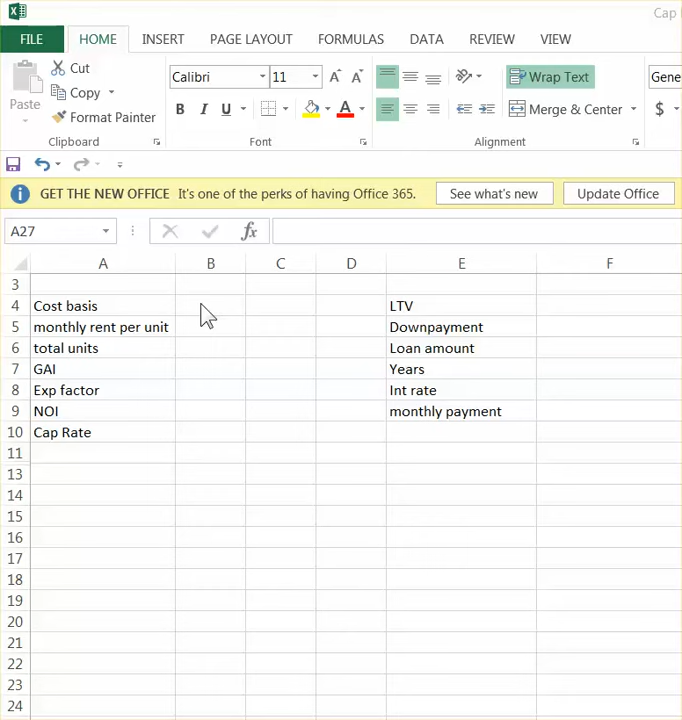 Cap
FILE HOME INSERT PAGE LAYOUT FORMULAS DATA REVIEW VIEW
Cut
Copy
Format Painter
Paste
Clipboard
Calibri 11
B I U
Font
Wrap Text
Merge & Center
Alignment
Gene
$
GET THE NEW OFFICE It's one of the perks of having Office 365. See what's new Update Office
A27 fx
A B C D E F
3
4 Cost basis LTV
5 monthly rent per unit Downpayment
6 total units Loan amount
7 GAI Years
8 Exp factor Int rate
9 NOI monthly payment
10 Cap Rate
11
13
14
15
16
17
18
19
20
21
22
23
24